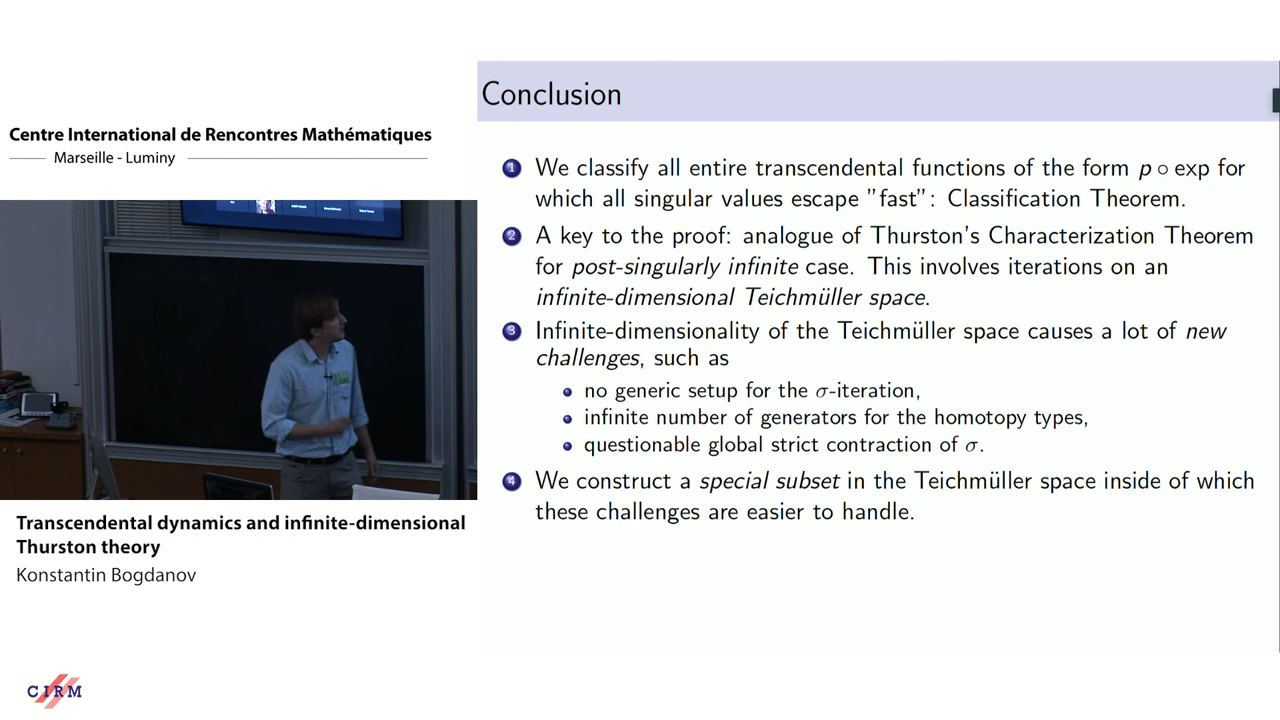 Centre International de Rencontres Mathématiques
Marseille - Luminy
Transcendental dynamics and infinite-dimensional
Thurston theory
Konstantin Bogdanov
CIRM
Conclusion
1 We classify all entire transcendental functions of the form p ∘ exp for
which all singular values escape "fast": Classification Theorem.
2 A key to the proof: analogue of Thurston's Characterization Theorem
for post-singularly infinite case. This involves iterations on an
infinite-dimensional Teichmüller space.
3 Infinite-dimensionality of the Teichmüller space causes a lot of new
challenges, such as
no generic setup for the σ-iteration,
infinite number of generators for the homotopy types,
questionable global strict contraction of σ.
4 We construct a special subset in the Teichmüller space inside of which
these challenges are easier to handle.